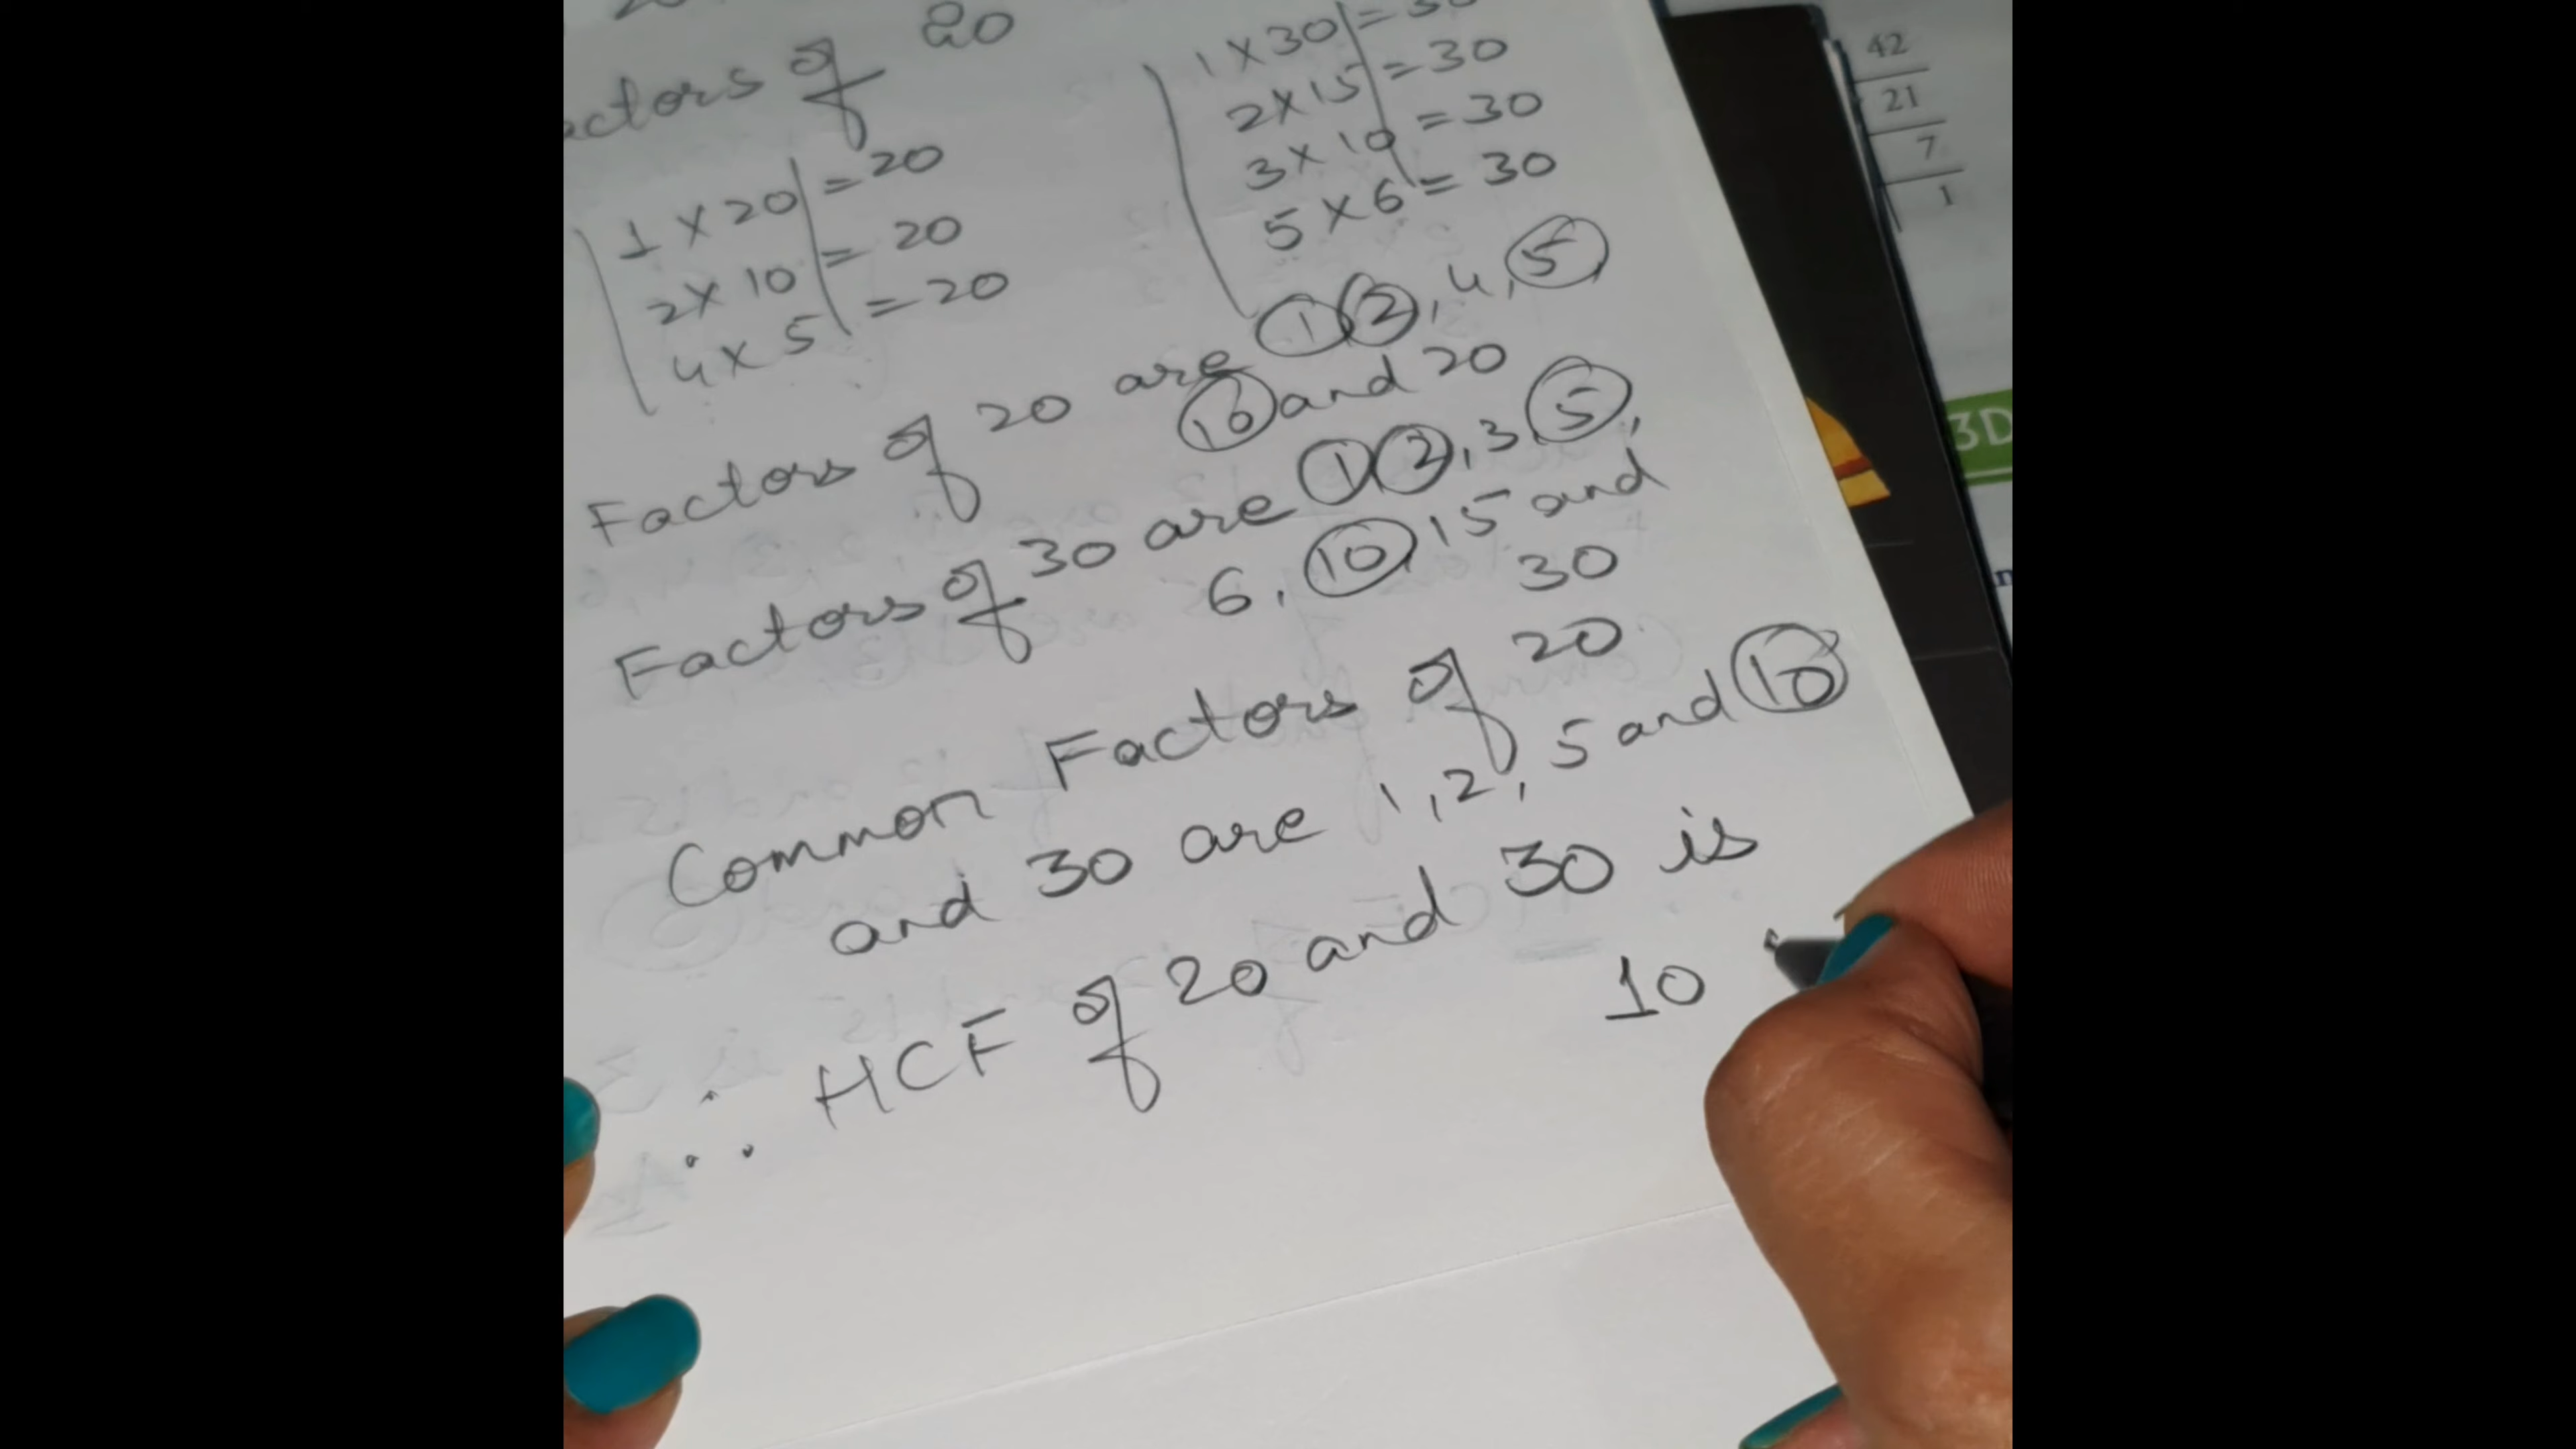 actors of 20
1 X 20 = 20
2 X 10 = 20
4 X 5 = 20
1 X 30 = 30
2 X 15 = 30
3 X 10 = 30
5 X 6 = 30
Factors of 20 are 1 2, 4, 5
10 and 20
Factors of 30 are 1 2, 3 5,
6, 10 15 and
30
Common Factors of 20
and 30 are 1, 2, 5 and 10
∴ HCF of 20 and 30 is
10
42
21
7
1
3D